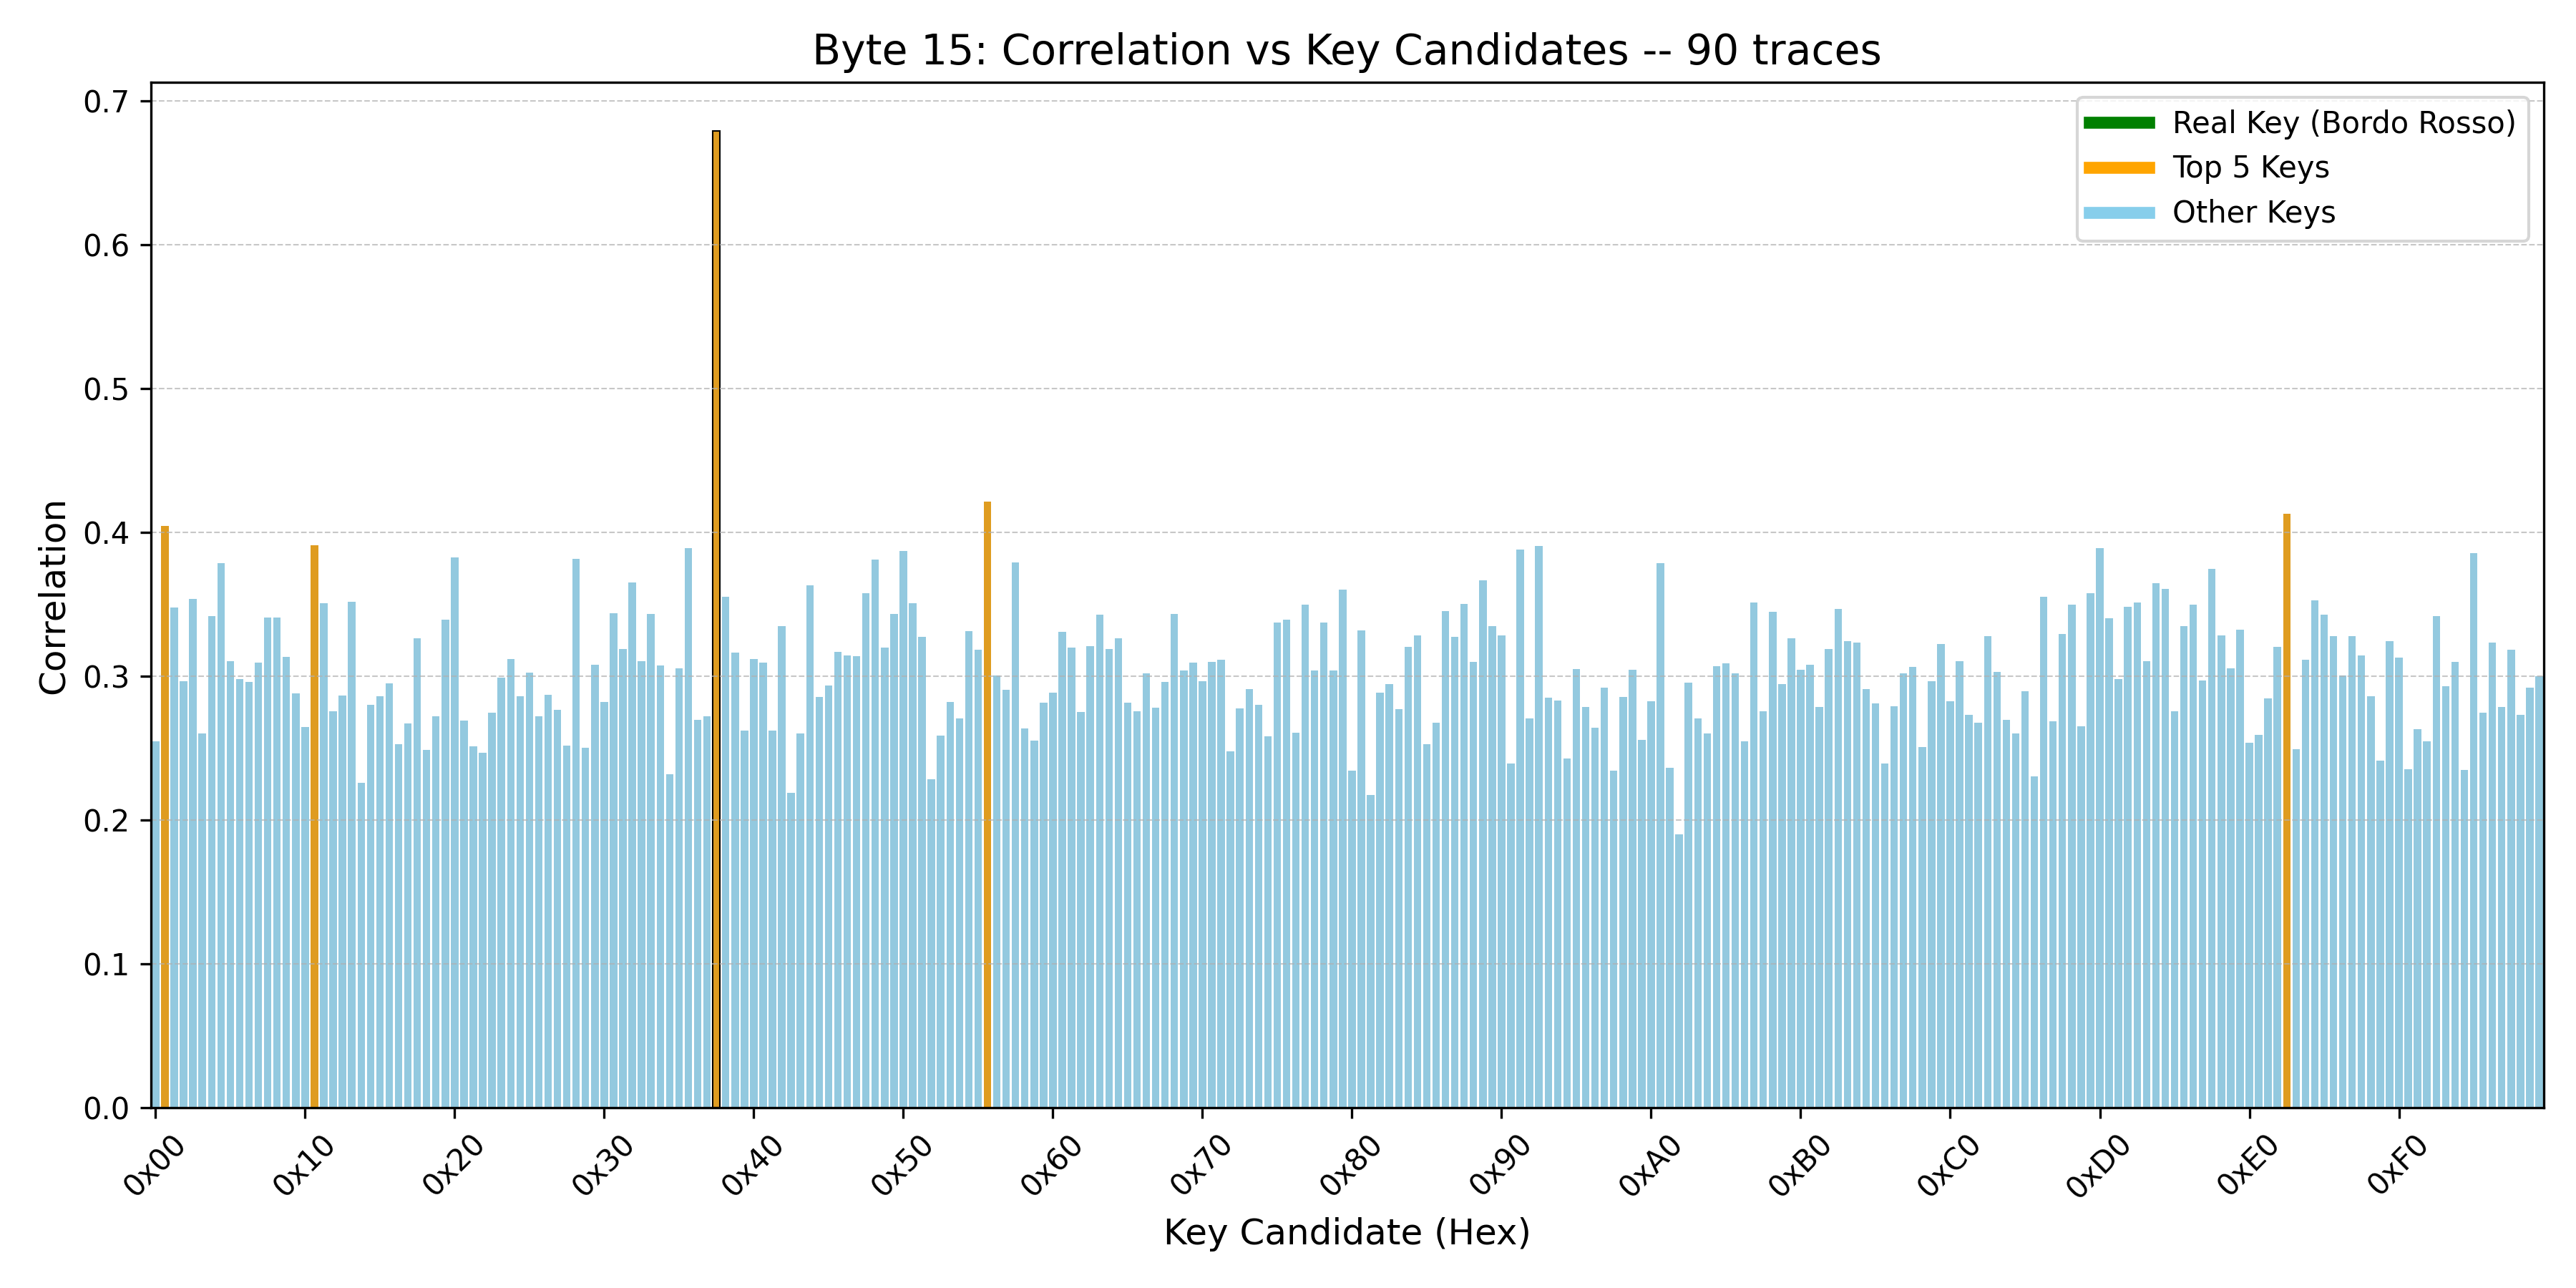 Byte 15: Correlation vs Key Candidates -- 90 traces
Real Key (Bordo Rosso)
Top 5 Keys
Other Keys
Correlation
0.7
0.6
0.5
0.4
0.3
0.2
0.1
0.0
0x00
0x10
0x20
0x30
0x40
0x50
0x60
0x70
0x80
0x90
0xA0
0xB0
0xC0
0xD0
0xE0
0xF0
Key Candidate (Hex)